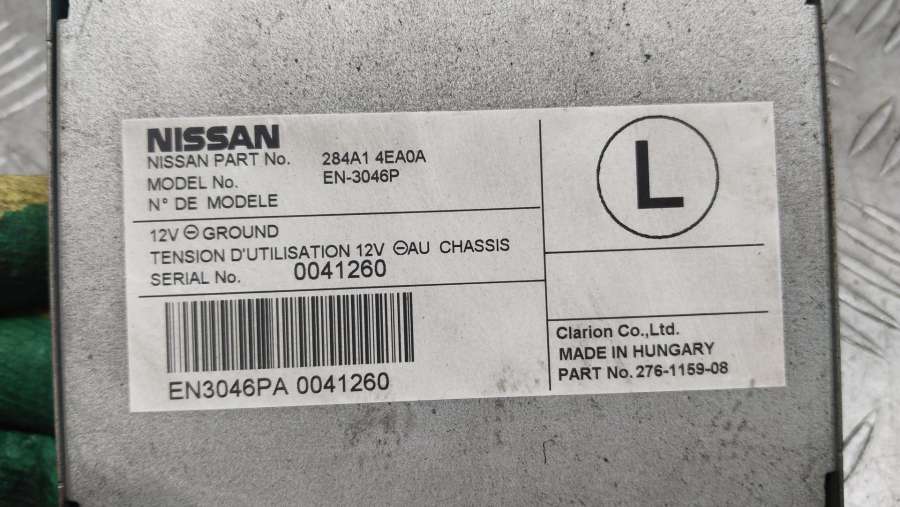 NISSAN
NISSAN PART No. 284A1 4EA0A
MODEL No. EN-3046P
N° DE MODELE
12V ⊖ GROUND
TENSION D'UTILISATION 12V ⊖AU CHASSIS
SERIAL No. 0041260
EN3046PA 0041260
L
Clarion Co.,Ltd.
MADE IN HUNGARY
PART No. 276-1159-08